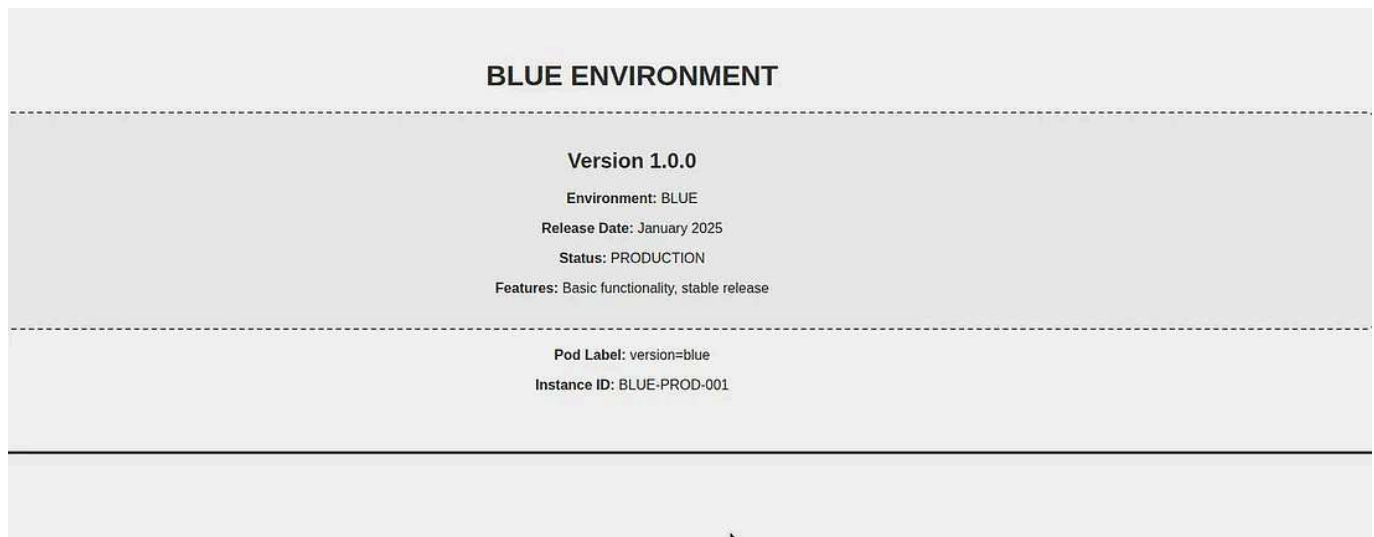 BLUE ENVIRONMENT
Version 1.0.0
Environment: BLUE
Release Date: January 2025
Status: PRODUCTION
Features: Basic functionality, stable release
Pod Label: version=blue
Instance ID: BLUE-PROD-001